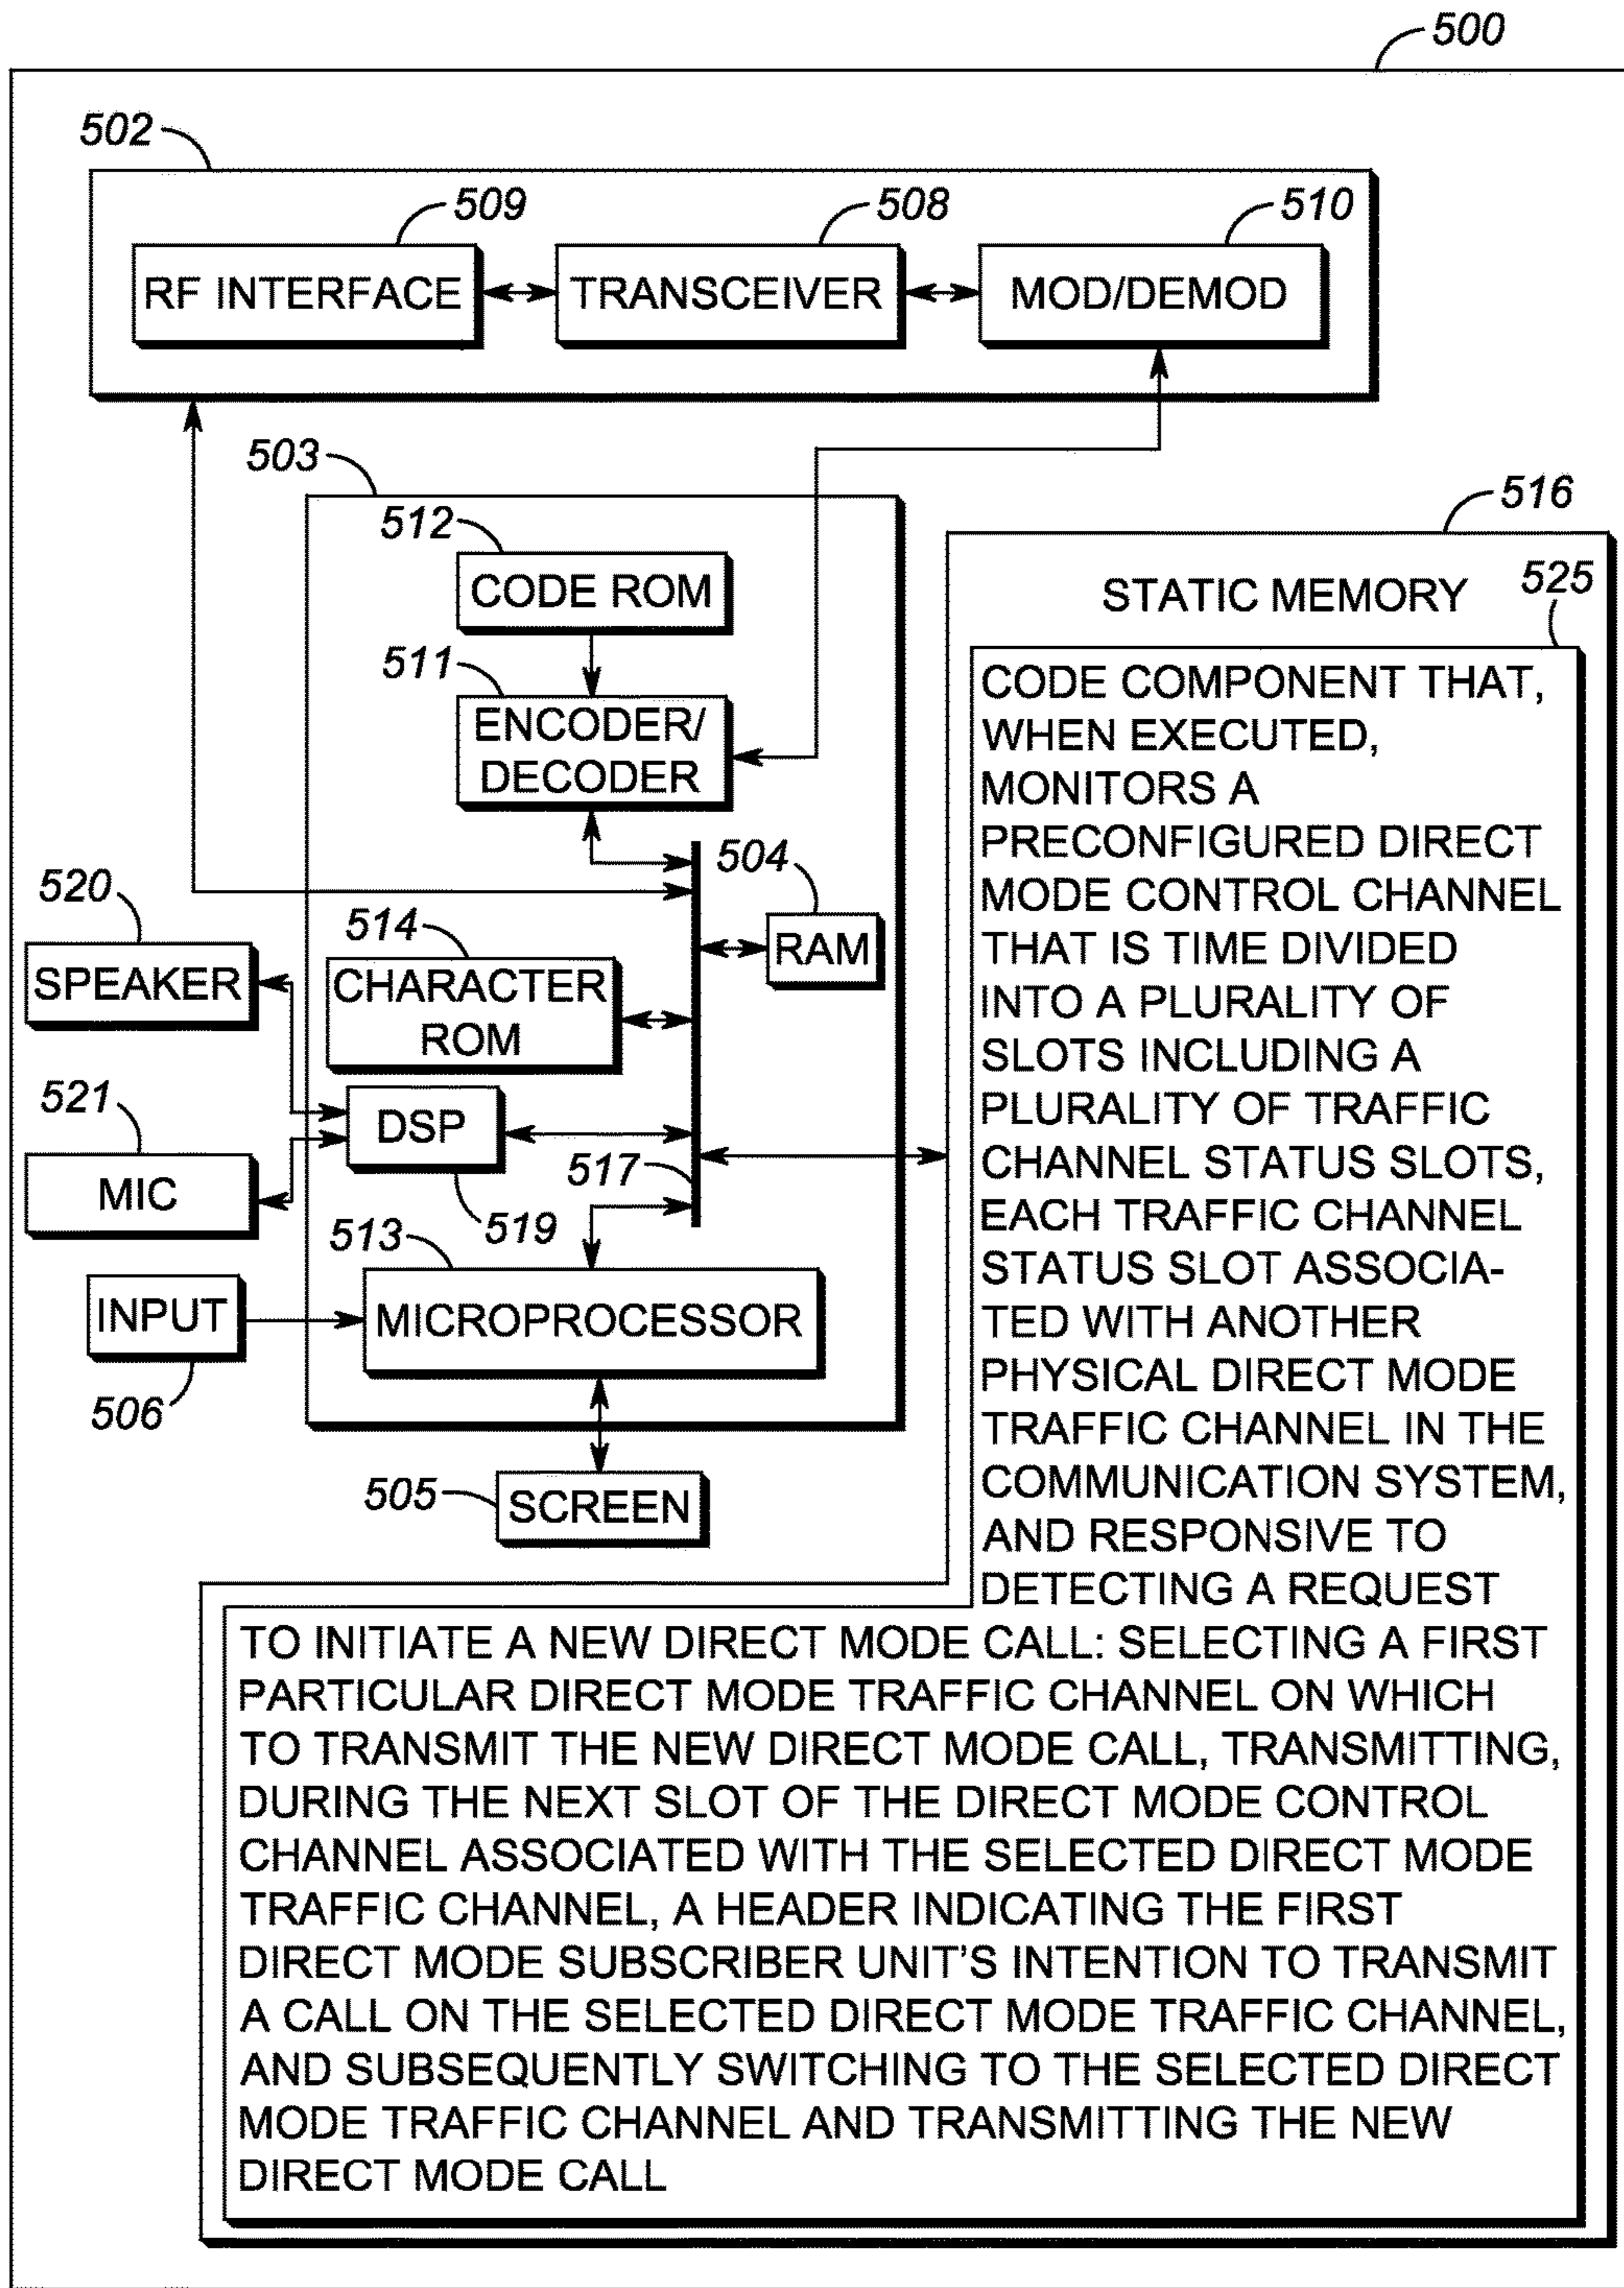 500
502
509
508
510
RF INTERFACE
TRANSCEIVER
MOD/DEMOD
503
512
CODE ROM
511
ENCODER/
DECODER
504
RAM
514
CHARACTER
ROM
520
SPEAKER
521
MIC
DSP
519
517
513
MICROPROCESSOR
INPUT
506
505
SCREEN
516
STATIC MEMORY
525
CODE COMPONENT THAT,
WHEN EXECUTED,
MONITORS A
PRECONFIGURED DIRECT
MODE CONTROL CHANNEL
THAT IS TIME DIVIDED
INTO A PLURALITY OF
SLOTS INCLUDING A
PLURALITY OF TRAFFIC
CHANNEL STATUS SLOTS,
EACH TRAFFIC CHANNEL
STATUS SLOT ASSOCIA-
TED WITH ANOTHER
PHYSICAL DIRECT MODE
TRAFFIC CHANNEL IN THE
COMMUNICATION SYSTEM,
AND RESPONSIVE TO
DETECTING A REQUEST
TO INITIATE A NEW DIRECT MODE CALL: SELECTING A FIRST
PARTICULAR DIRECT MODE TRAFFIC CHANNEL ON WHICH
TO TRANSMIT THE NEW DIRECT MODE CALL, TRANSMITTING,
DURING THE NEXT SLOT OF THE DIRECT MODE CONTROL
CHANNEL ASSOCIATED WITH THE SELECTED DIRECT MODE
TRAFFIC CHANNEL, A HEADER INDICATING THE FIRST
DIRECT MODE SUBSCRIBER UNIT'S INTENTION TO TRANSMIT
A CALL ON THE SELECTED DIRECT MODE TRAFFIC CHANNEL,
AND SUBSEQUENTLY SWITCHING TO THE SELECTED DIRECT
MODE TRAFFIC CHANNEL AND TRANSMITTING THE NEW
DIRECT MODE CALL